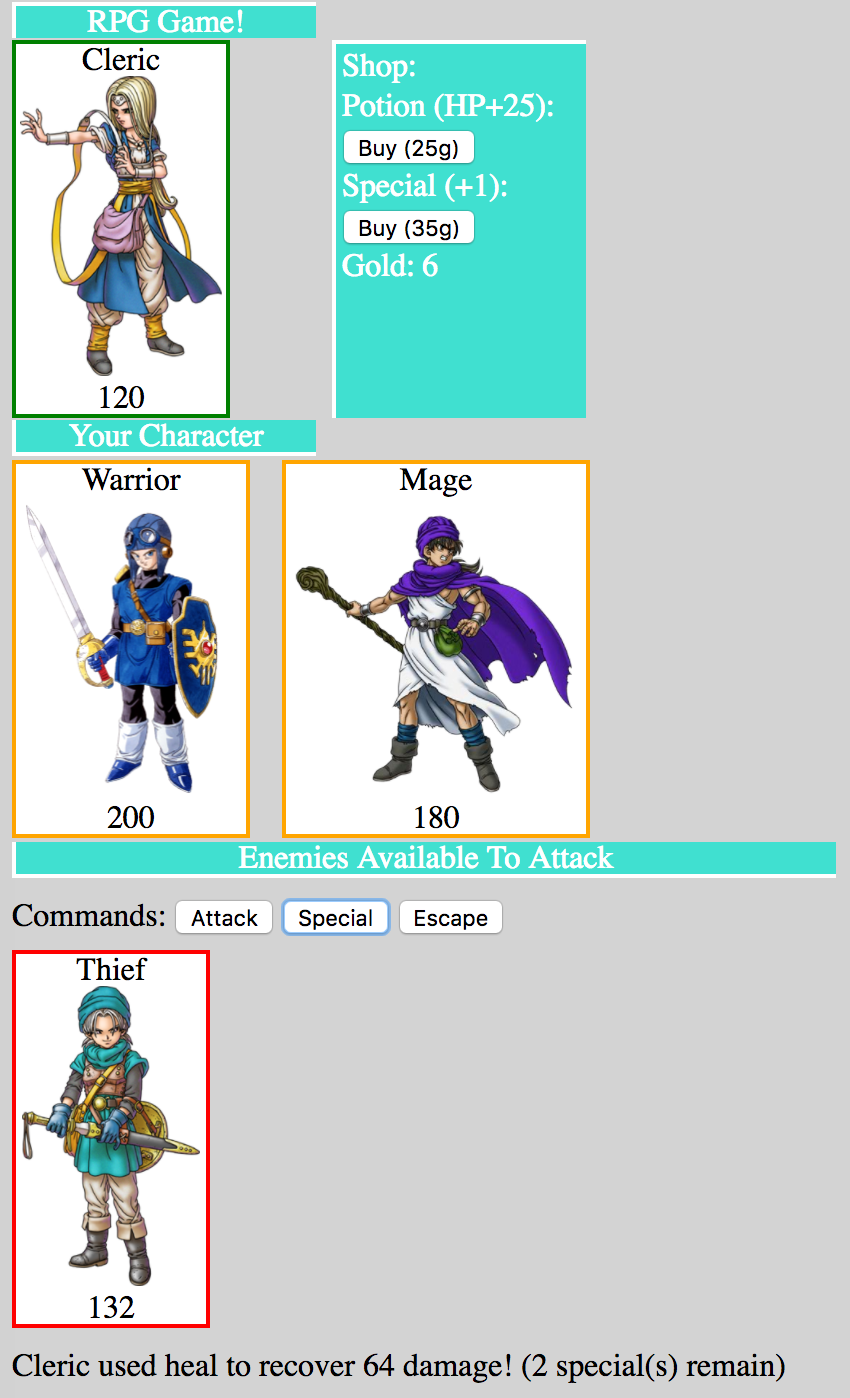 RPG Game!
Cleric
120
Shop:
Potion (HP+25):
Buy (25g)
Special (+1):
Buy (35g)
Gold: 6
Your Character
Warrior
200
Mage
180
Enemies Available To Attack
Commands: Attack Special Escape
Thief
132
Cleric used heal to recover 64 damage! (2 special(s) remain)